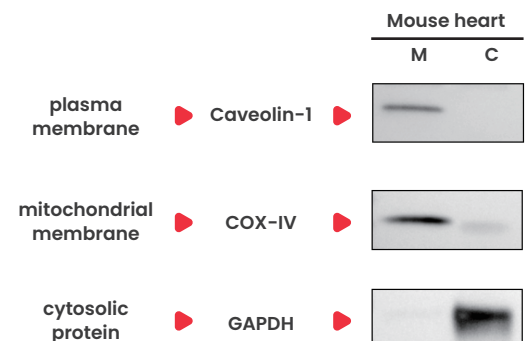 Mouse heart
M C
plasma
membrane
Caveolin-1
mitochondrial
membrane
COX-IV
cytosolic
protein
GAPDH